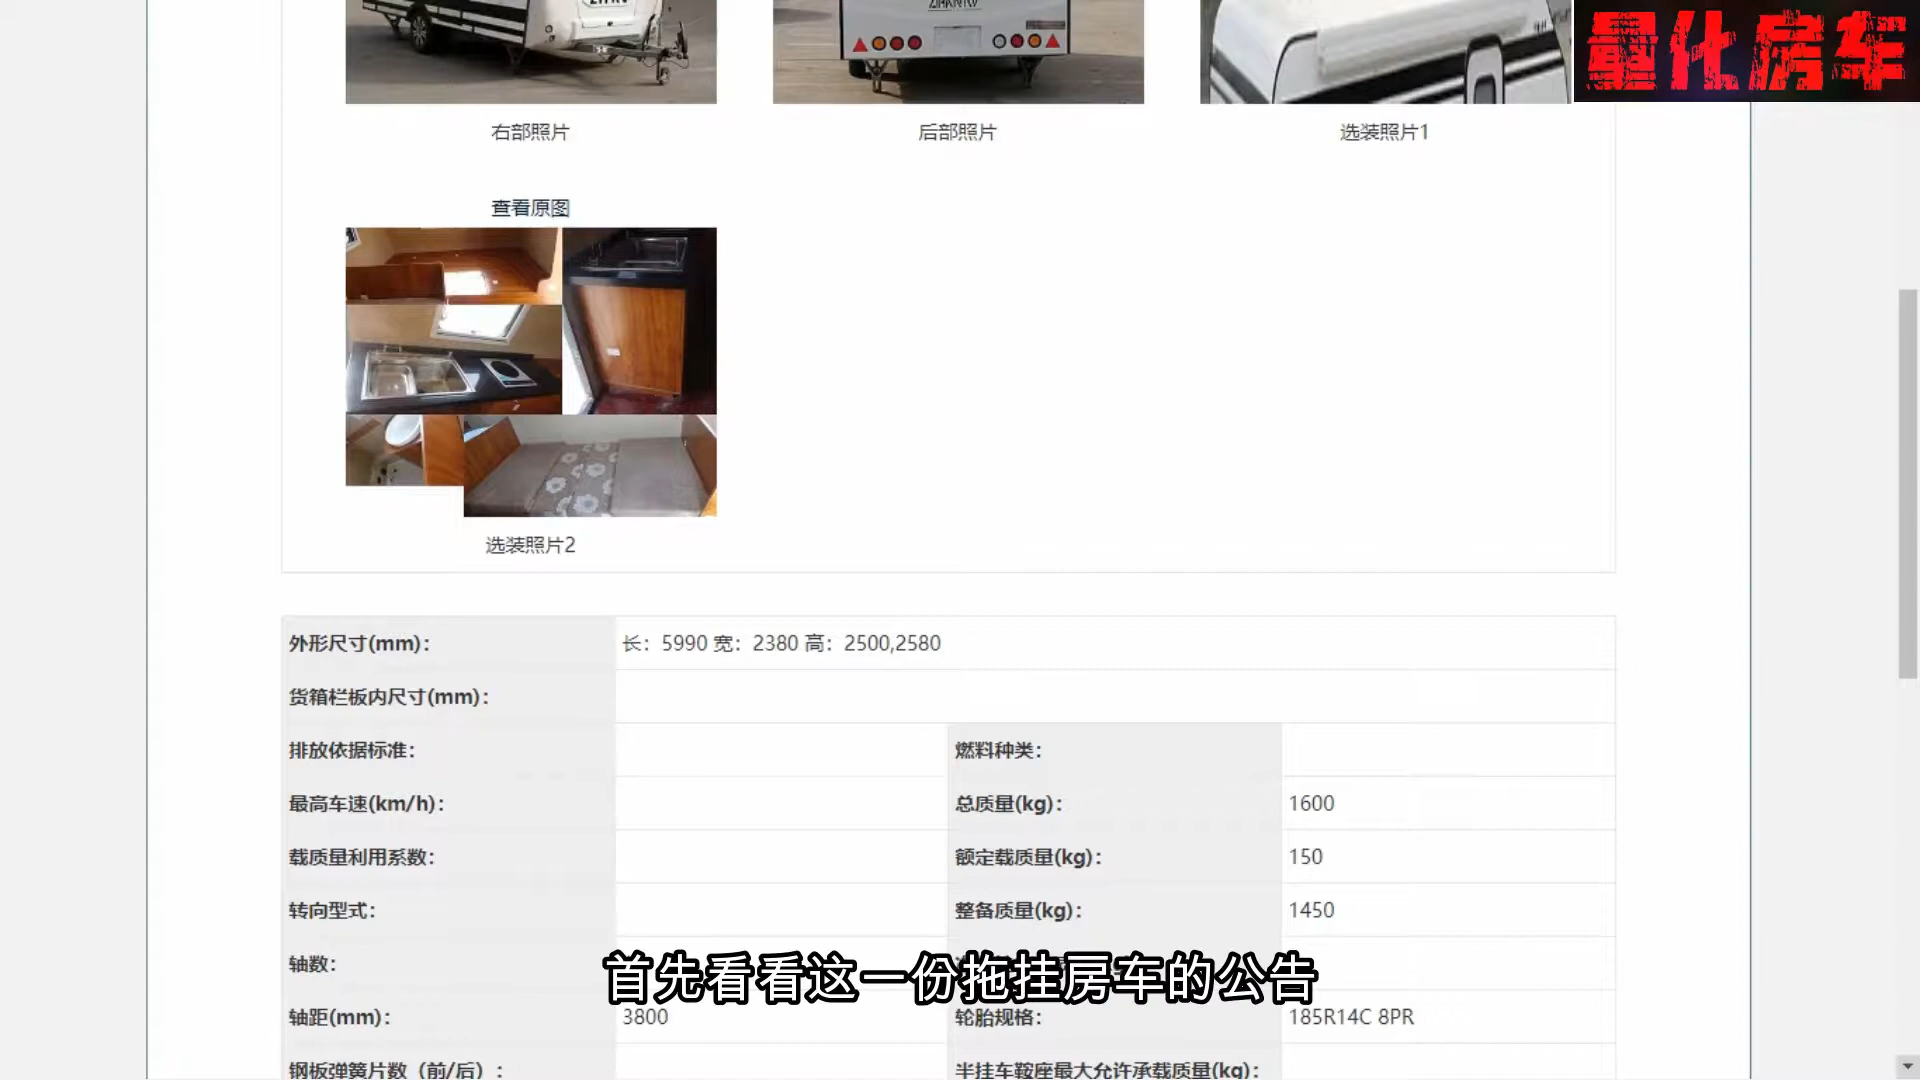 量化房车
右部照片
后部照片
选装照片1
查看原图
选装照片2
外形尺寸(mm)：
长：5990 宽：2380 高：2500,2580
货箱栏板内尺寸(mm)：
排放依据标准：
燃料种类：
最高车速(km/h)：
总质量(kg)：
1600
载质量利用系数：
额定载质量(kg)：
150
转向型式：
整备质量(kg)：
1450
轴数：
首先看看这一份拖挂房车的公告
轴距(mm)：
3800
轮胎规格：
185R14C 8PR
钢板弹簧片数（前/后）：
半挂车鞍座最大允许承载质量(kg)：